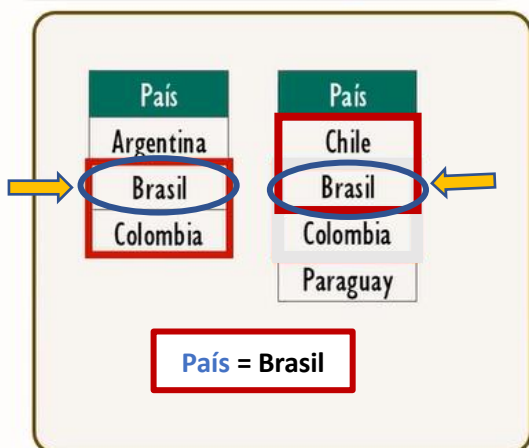 País
Argentina
Brasil
Colombia
País
Chile
Brasil
Colombia
Paraguay
País = Brasil